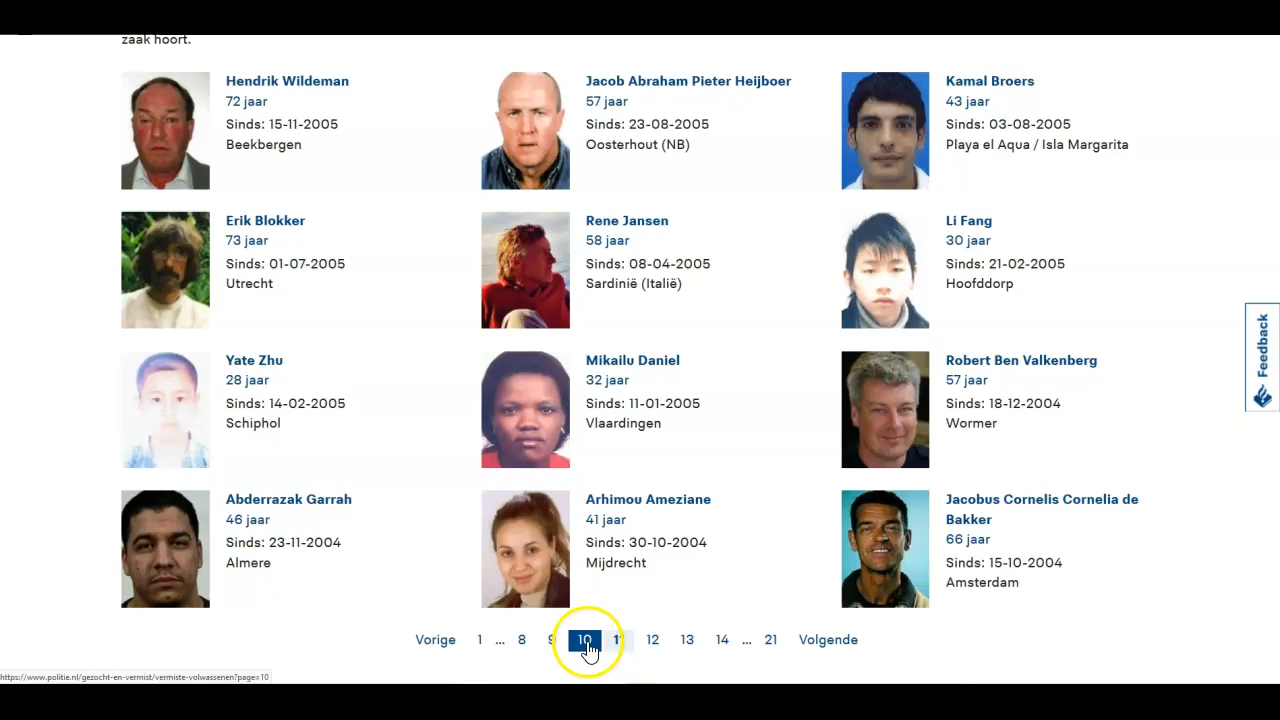 zaak hoort.
Hendrik Wildeman
72 jaar
Sinds: 15-11-2005
Beekbergen
Jacob Abraham Pieter Heijboer
57 jaar
Sinds: 23-08-2005
Oosterhout (NB)
Kamal Broers
43 jaar
Sinds: 03-08-2005
Playa el Aqua / Isla Margarita
Erik Blokker
73 jaar
Sinds: 01-07-2005
Utrecht
Rene Jansen
58 jaar
Sinds: 08-04-2005
Sardinië (Italië)
Li Fang
30 jaar
Sinds: 21-02-2005
Hoofddorp
Feedback
Yate Zhu
28 jaar
Sinds: 14-02-2005
Schiphol
Mikailu Daniel
32 jaar
Sinds: 11-01-2005
Vlaardingen
Robert Ben Valkenberg
57 jaar
Sinds: 18-12-2004
Wormer
Abderrazak Garrah
46 jaar
Sinds: 23-11-2004
Almere
Arhimou Ameziane
41 jaar
Sinds: 30-10-2004
Mijdrecht
Jacobus Cornelis Cornelia de
Bakker
66 jaar
Sinds: 15-10-2004
Amsterdam
Vorige 1 ... 8 9 10 11 12 13 14 ... 21 Volgende
https://www.politie.nl/gezocht-en-vermist/vermiste-volwassenen?page=10